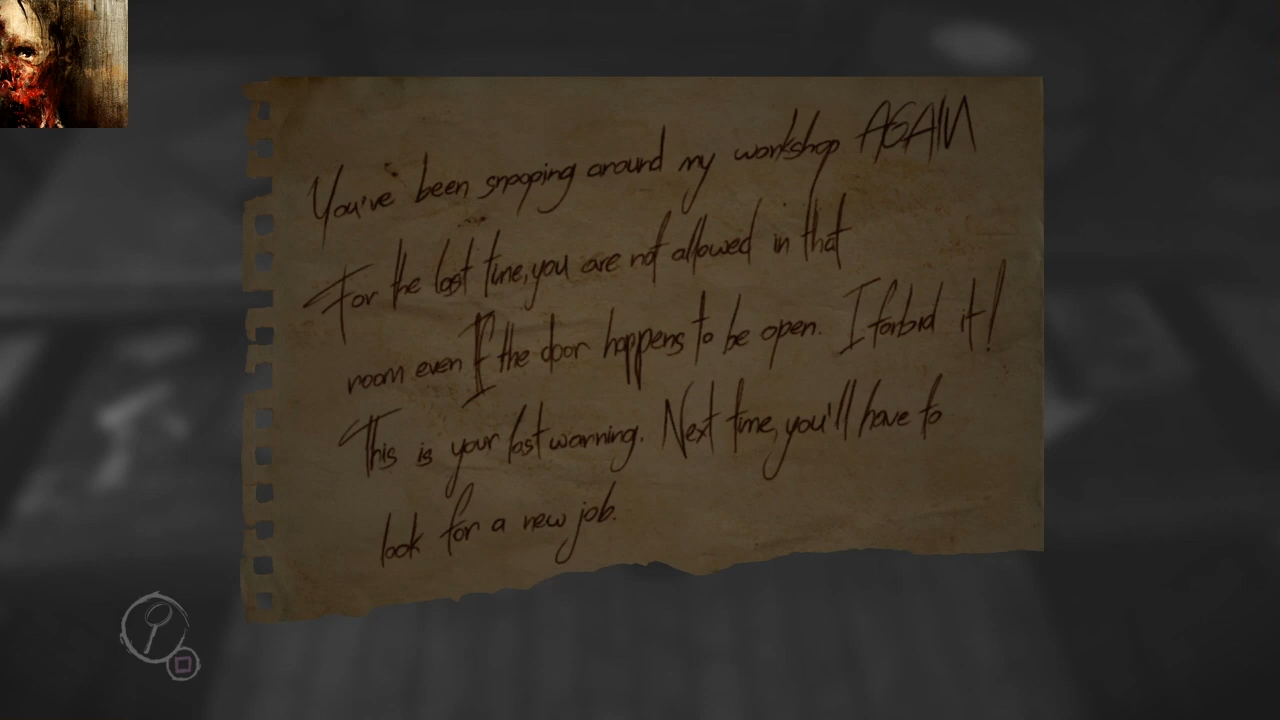 You've been snooping around my workshop AGAIN
For the last time, you are not allowed in that
room even If the door happens to be open. I forbid it!
This is your last warning. Next time, you'll have to
look for a new job.